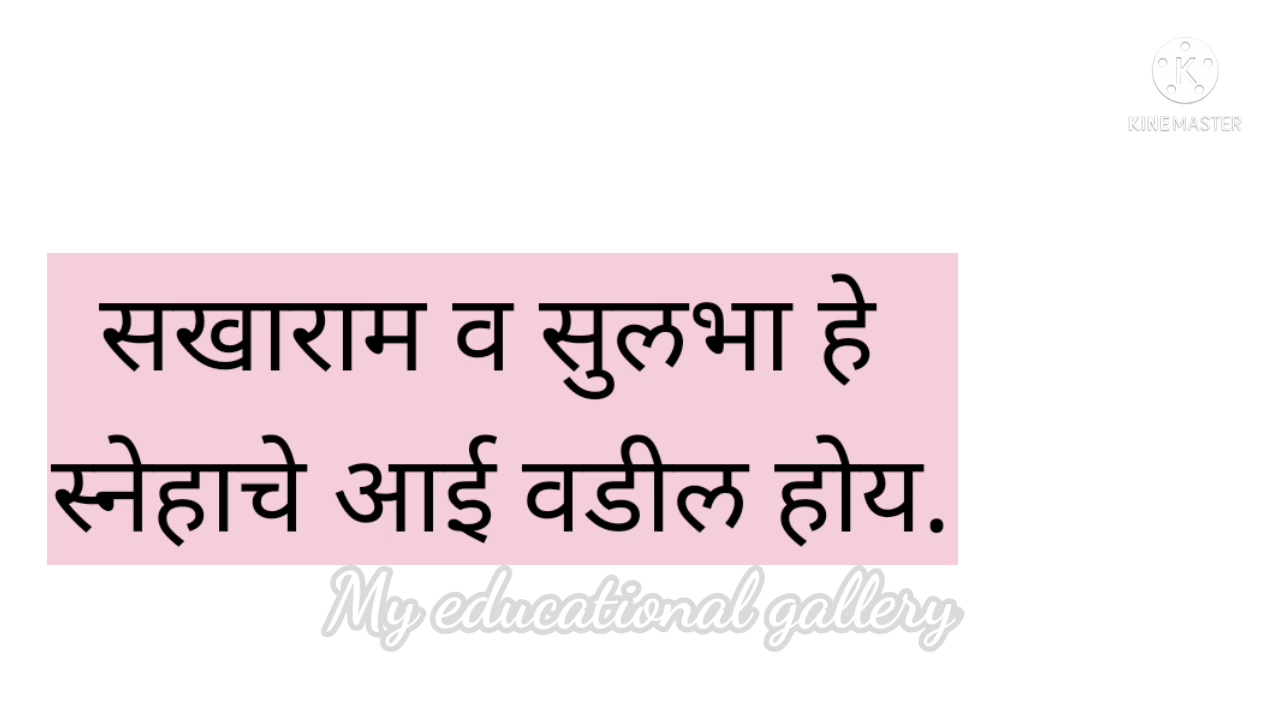 KINEMASTER
सखाराम व सुलभा हे
स्नेहाचे आई वडील होय.
My educational gallery